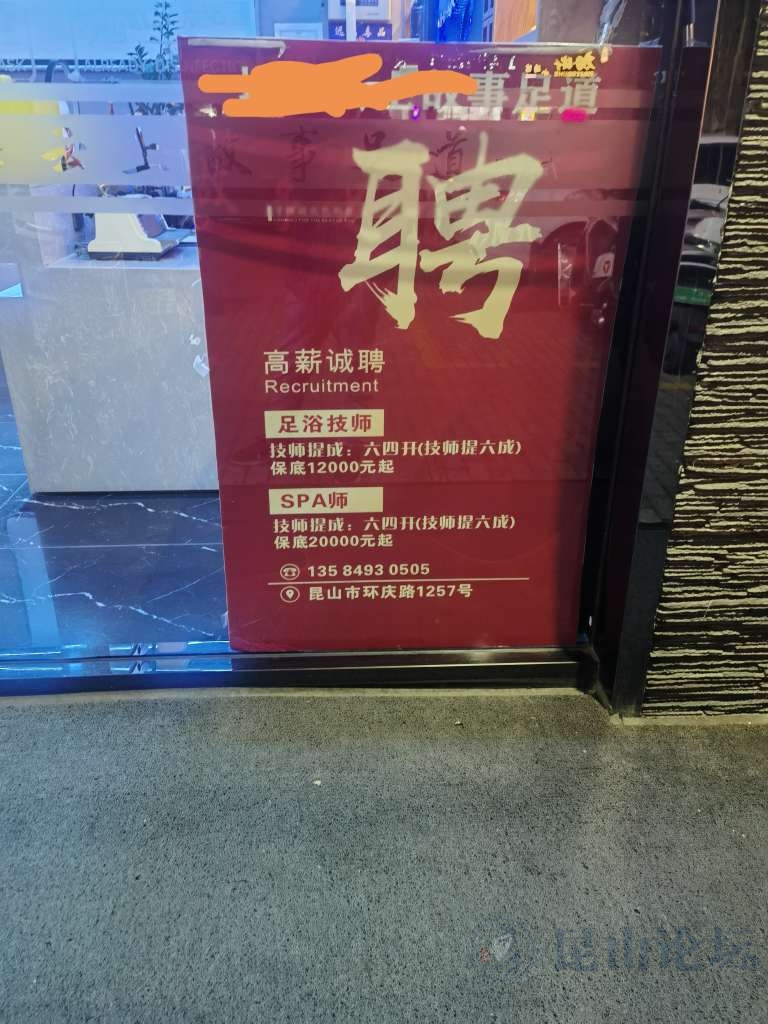 故事足道
故事足道
聘
高薪诚聘
Recruitment
足浴技师
技师提成：六四开(技师提六成)
保底12000元起
SPA师
技师提成：六四开(技师提六成)
保底20000元起
135 8493 0505
昆山市环庆路1257号
昆山论坛